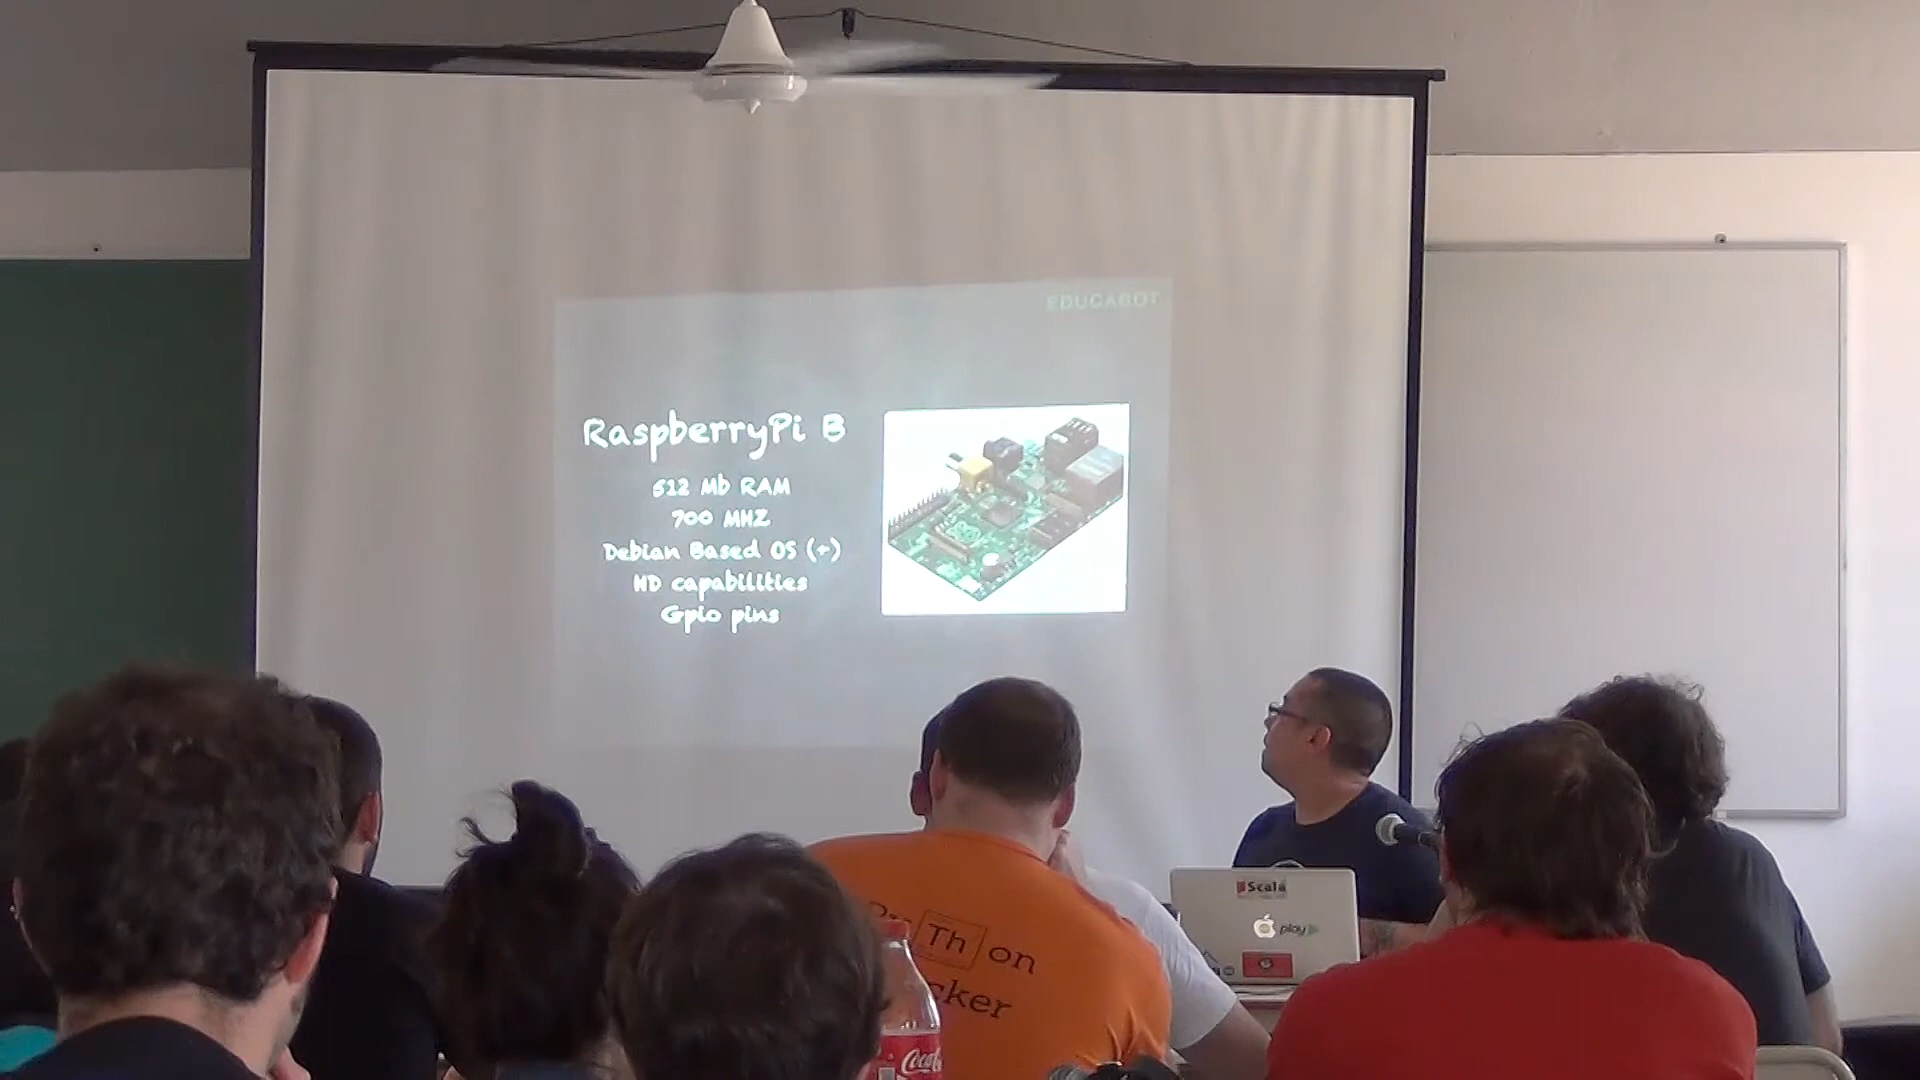 EDUCABOT
RaspberryPi B
512 Mb RAM
700 MHZ
Debian Based OS (+)
HD capabilities
Gpio pins
Scala
play
Th on
cker
Coca